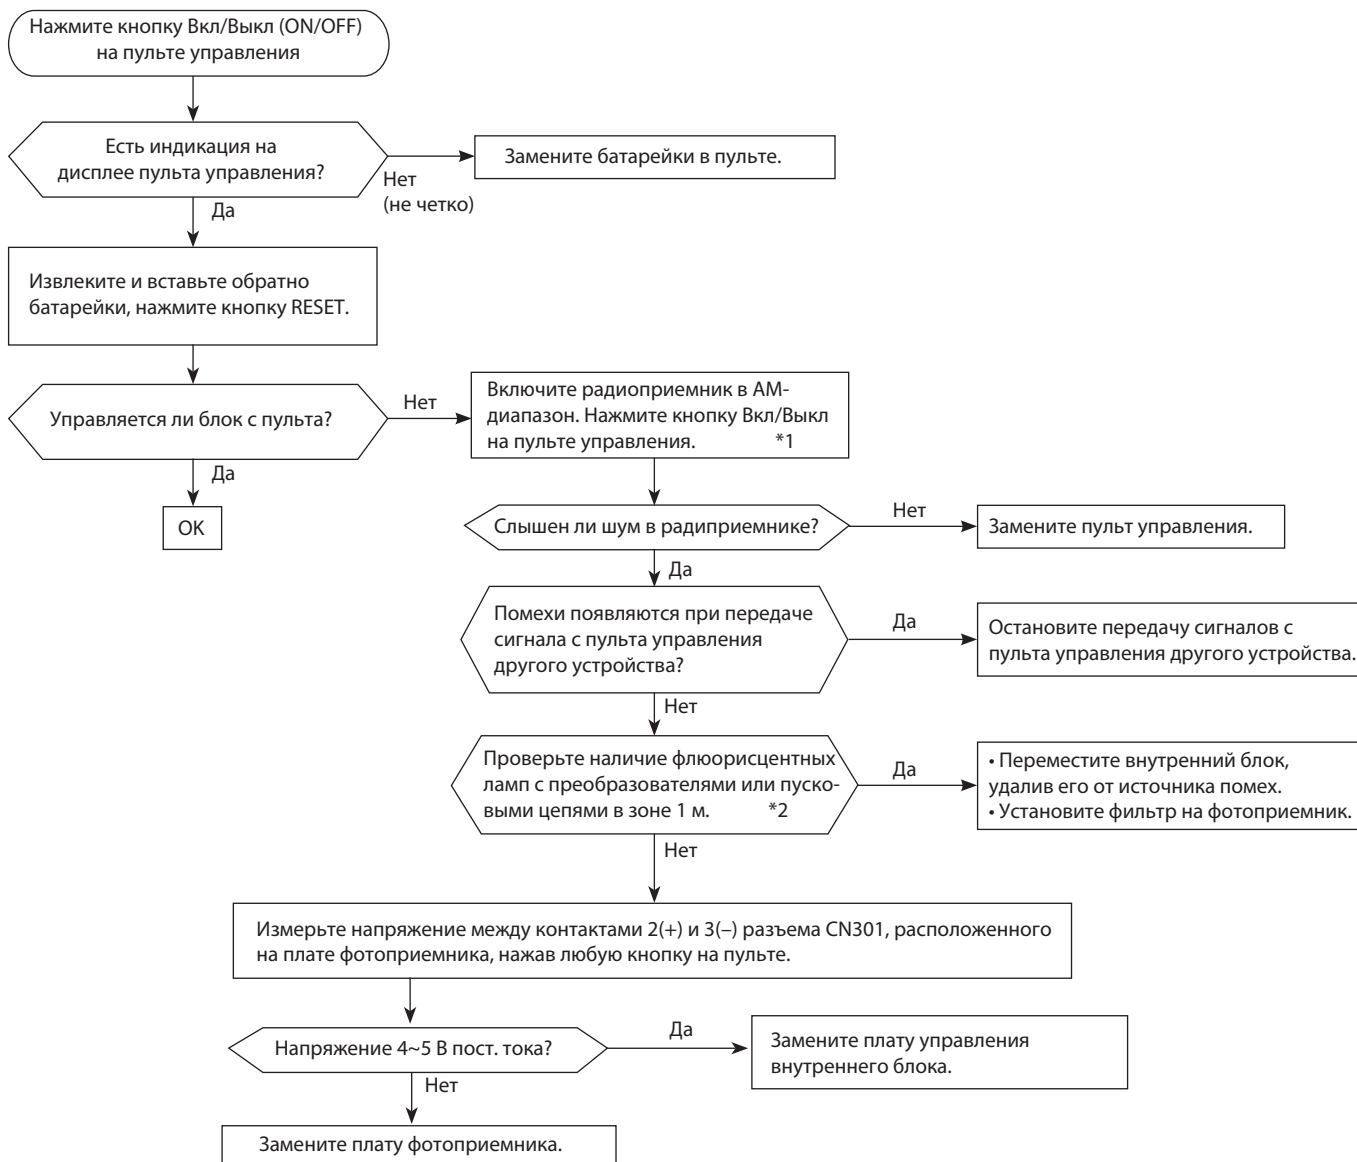 Нажмите кнопку Вкл/Выкл (ON/OFF)
на пульте управления
Есть индикация на
дисплее пульта управления?
Нет
(не четко)
Замените батарейки в пульте.
Да
Извлеките и вставьте обратно
батарейки, нажмите кнопку RESET.
Управляется ли блок с пульта?
Нет
Включите радиоприемник в АМ-
диапазон. Нажмите кнопку Вкл/Выкл
на пульте управления. *1
Да
OK
Слышен ли шум в радиприемнике?
Нет
Замените пульт управления.
Да
Помехи появляются при передаче
сигнала с пульта управления
другого устройства?
Да
Остановите передачу сигналов с
пульта управления другого устройства.
Нет
Проверьте наличие флюорисцентных
ламп с преобразователями или пуско-
выми цепями в зоне 1 м. *2
Да
• Переместите внутренний блок,
удалив его от источника помех.
• Установите фильтр на фотоприемник.
Нет
Измерьте напряжение между контактами 2(+) и 3(–) разъема CN301, расположенного
на плате фотоприемника, нажав любую кнопку на пульте.
Напряжение 4~5 В пост. тока?
Да
Замените плату управления
внутреннего блока.
Нет
Замените плату фотоприемника.